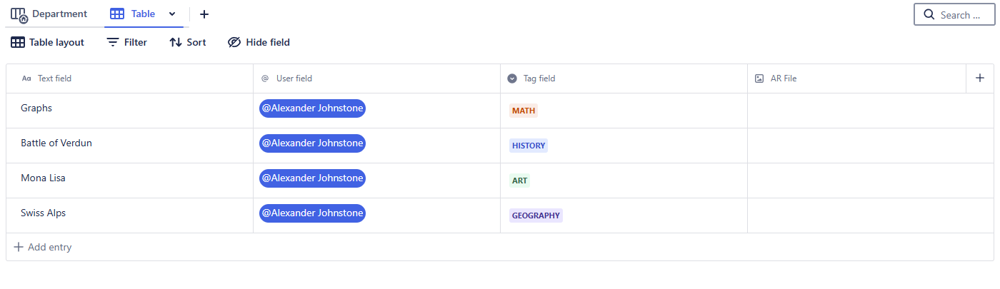 Department Table Search ...
Table layout Filter Sort Hide field
Aa Text field @ User field Tag field AR File
Graphs @Alexander Johnstone MATH
Battle of Verdun @Alexander Johnstone HISTORY
Mona Lisa @Alexander Johnstone ART
Swiss Alps @Alexander Johnstone GEOGRAPHY
Add entry